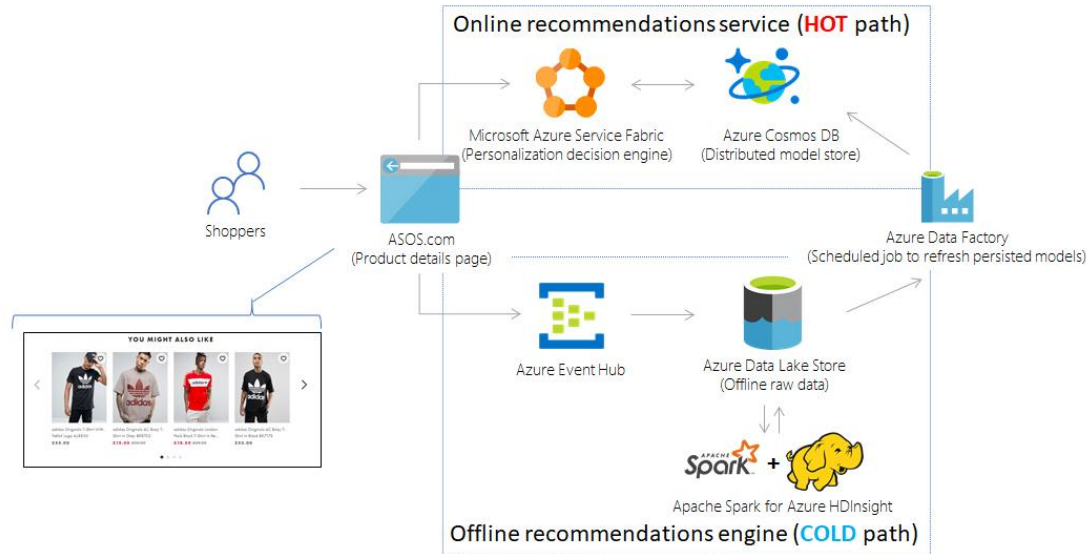 Online recommendations service (HOT path)
Microsoft Azure Service Fabric
(Personalization decision engine)
Azure Cosmos DB
(Distributed model store)
Shoppers
ASOS.com
(Product details page)
Azure Data Factory
(Scheduled job to refresh persisted models)
Azure Event Hub
Azure Data Lake Store
(Offline raw data)
YOU MIGHT ALSO LIKE
adidas
adidas
APACHE
Spark
+
Apache Spark for Azure HDInsight
Offline recommendations engine (COLD path)